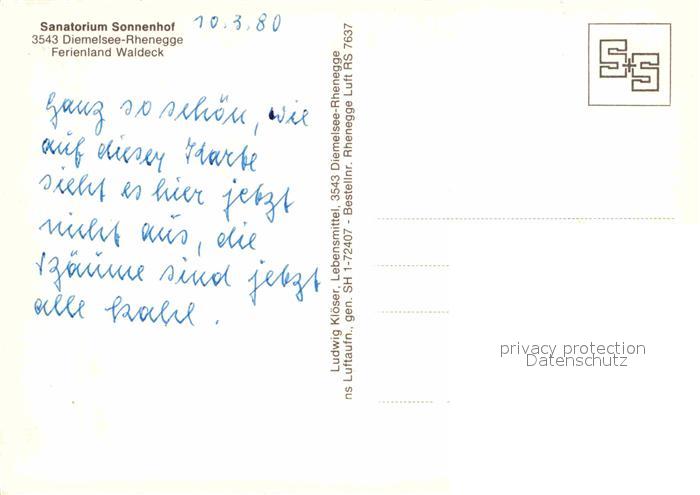 Sanatorium Sonnenhof
3543 Diemelsee-Rhenegge
Ferienland Waldeck
10.3.80
Ganz so schön, wie
auf dieser Karte
sieht es hier jetzt
nicht aus, die
Bäume sind jetzt
alle kahl.
Ludwig Klöser, Lebensmittel, 3543 Diemelsee-Rhenegge
ns Luftaufn., gen. SH 1-72407 - Bestellnr. Rhenegge Luft RS 7637
S+S
privacy protection
Datenschutz